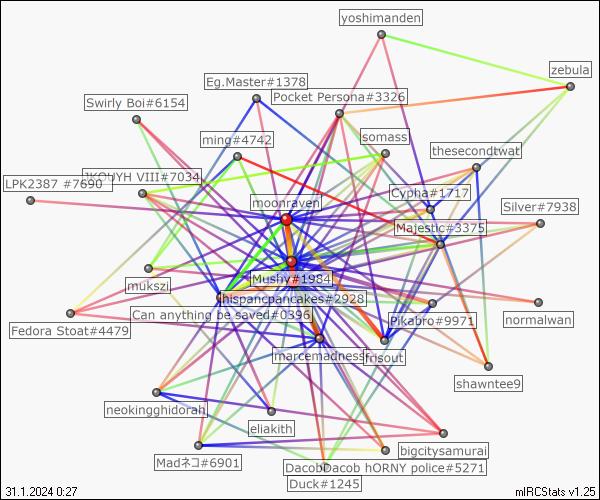 yoshimanden
zebula
Eg.Master#1378
Pocket Persona#3326
Swirly Boi#6154
ming#4742
somass
thesecondtwat
JKOUYH VIII#7034
LPK2387 #7690
Cypha#1717
moonraven
Silver#7938
Majestic#3375
Mushy#1984
mukszi
hispancpancakes#2928
normalwan
Can anything be saved#0396
Pikabro#9971
Fedora Stoat#4479
marcemadness
frisout
shawntee9
neokingghidorah
eliakith
bigcitysamurai
Madネコ#6901
Dacob
Dacob hORNY police#5271
Duck#1245
31.1.2024 0:27
mIRCStats v1.25